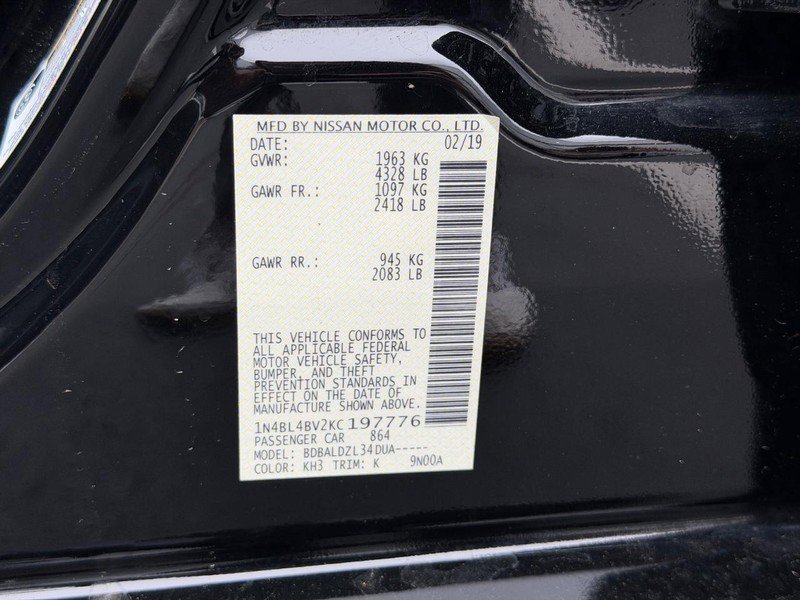 MFD BY NISSAN MOTOR CO., LTD.
DATE: 02/19
GVWR: 1963 KG
4328 LB
GAWR FR.: 1097 KG
2418 LB
GAWR RR.: 945 KG
2083 LB
THIS VEHICLE CONFORMS TO
ALL APPLICABLE FEDERAL
MOTOR VEHICLE SAFETY,
BUMPER, AND THEFT
PREVENTION STANDARDS IN
EFFECT ON THE DATE OF
MANUFACTURE SHOWN ABOVE.
1N4BL4BV2KC197776
PASSENGER CAR 864
MODEL: BDBALDZL34DUA-----
COLOR: KH3 TRIM: K 9N00A